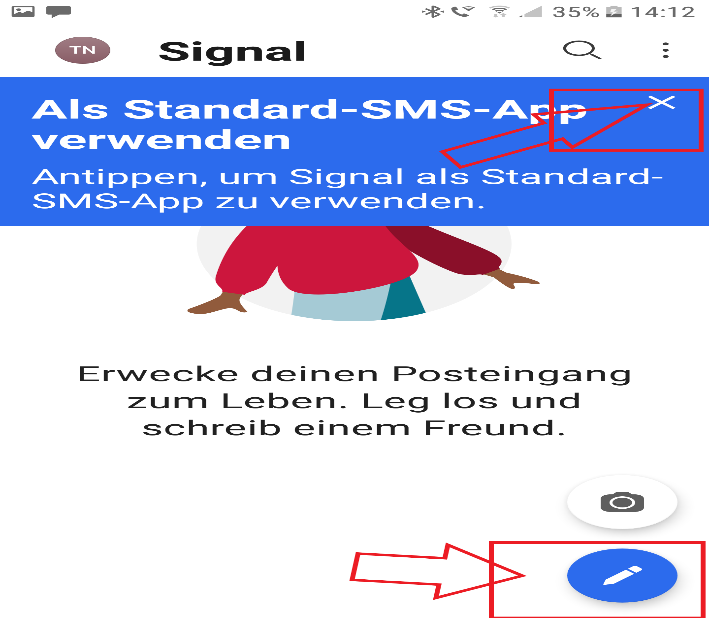 35% 14:12
TN Signal
Als Standard-SMS-App
verwenden
Antippen, um Signal als Standard-
SMS-App zu verwenden.
Erwecke deinen Posteingang
zum Leben. Leg los und
schreib einem Freund.